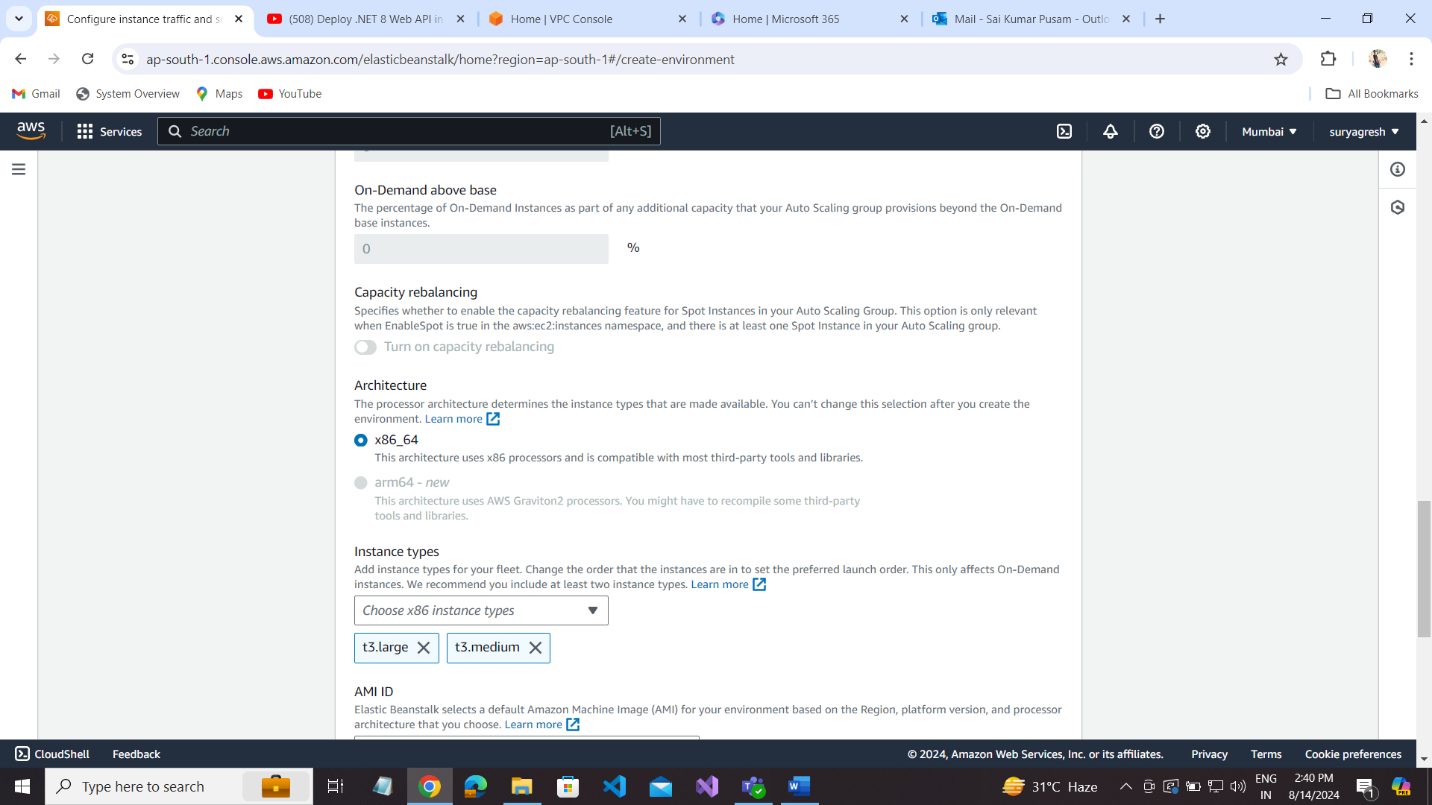 Configure instance traffic and s
(508) Deploy .NET 8 Web API in
Home | VPC Console
Home | Microsoft 365
Mail - Sai Kumar Pusam - Outlo
ap-south-1.console.aws.amazon.com/elasticbeanstalk/home?region=ap-south-1#/create-environment
Gmail
System Overview
Maps
YouTube
All Bookmarks
aws
Services
Search
[Alt+S]
Mumbai
suryagresh
On-Demand above base
The percentage of On-Demand Instances as part of any additional capacity that your Auto Scaling group provisions beyond the On-Demand
base instances.
0
%
Capacity rebalancing
Specifies whether to enable the capacity rebalancing feature for Spot Instances in your Auto Scaling Group. This option is only relevant
when EnableSpot is true in the aws:ec2:instances namespace, and there is at least one Spot Instance in your Auto Scaling group.
Turn on capacity rebalancing
Architecture
The processor architecture determines the instance types that are made available. You can't change this selection after you create the
environment. Learn more
x86_64
This architecture uses x86 processors and is compatible with most third-party tools and libraries.
arm64 - new
This architecture uses AWS Graviton2 processors. You might have to recompile some third-party
tools and libraries.
Instance types
Add instance types for your fleet. Change the order that the instances are in to set the preferred launch order. This only affects On-Demand
instances. We recommend you include at least two instance types. Learn more
Choose x86 instance types
t3.large
t3.medium
AMI ID
Elastic Beanstalk selects a default Amazon Machine Image (AMI) for your environment based on the Region, platform version, and processor
architecture that you choose. Learn more
CloudShell
Feedback
© 2024, Amazon Web Services, Inc. or its affiliates.
Privacy
Terms
Cookie preferences
Type here to search
31°C Haze
ENG
IN
2:40 PM
8/14/2024
1